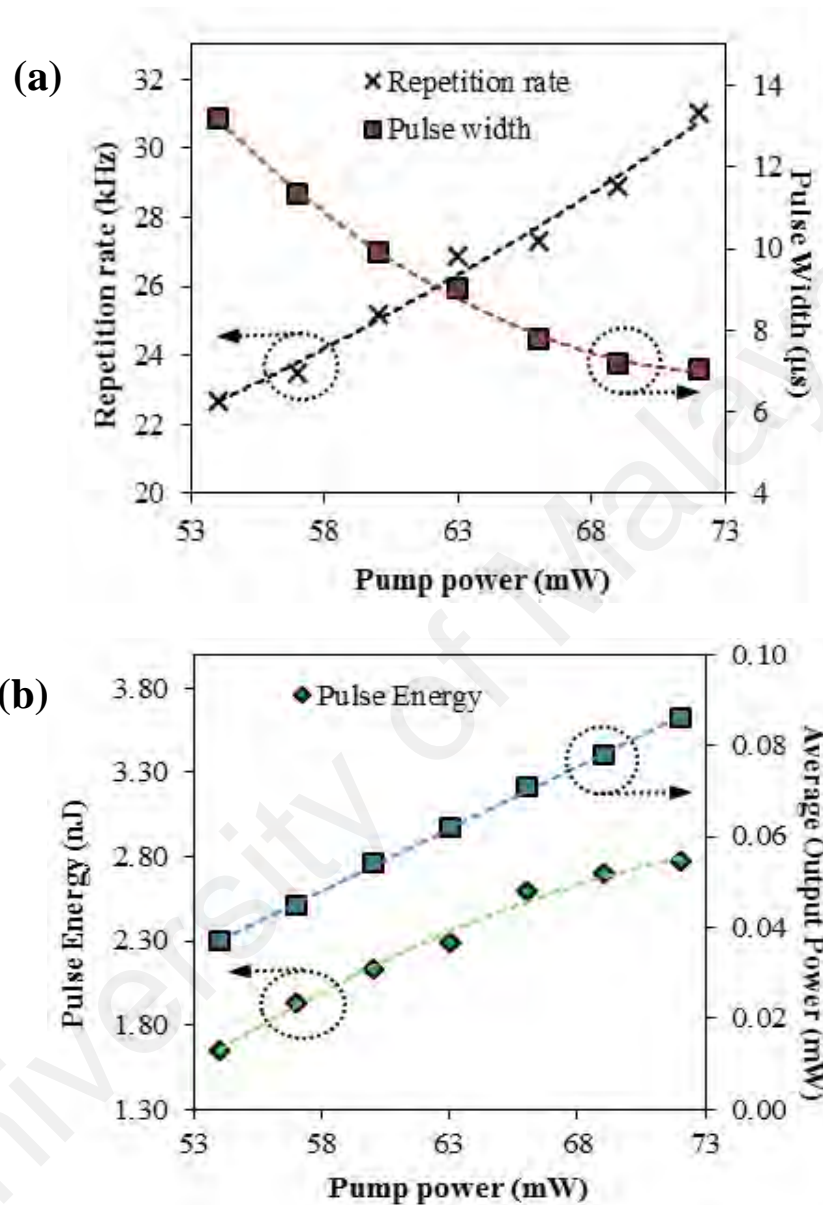 (a)
Repetition rate
Pulse width
32
30
28
26
24
22
20
Repetition rate (kHz)
14
12
10
8
6
4
Pulse Width (µs)
53 58 63 68 73
Pump power (mW)
(b)
Pulse Energy
3.80
3.30
2.80
2.30
1.80
1.30
Pulse Energy (nJ)
0.10
0.08
0.06
0.04
0.02
0.00
Average Output Power (mW)
53 58 63 68 73
Pump power (mW)
University of Malay